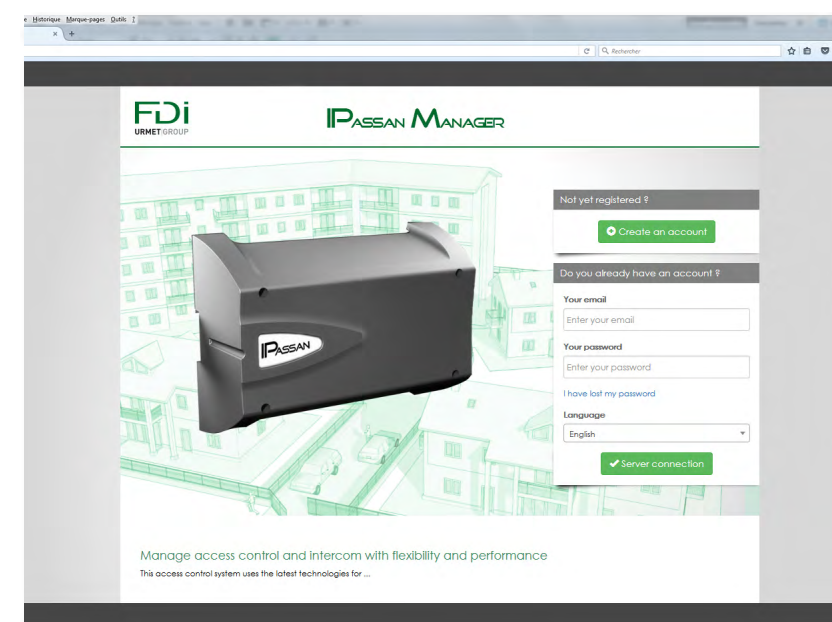 Historique Marque-pages Outils
× +
Rechercher
FDi
URMET GROUP
IPASSAN MANAGER
Not yet registered ?
Create an account
Do you already have an account ?
Your email
Enter your email
Your password
IPASSAN
Enter your password
I have lost my password
Language
English
Server connection
Manage access control and intercom with flexibility and performance
This access control system uses the latest technologies for ...